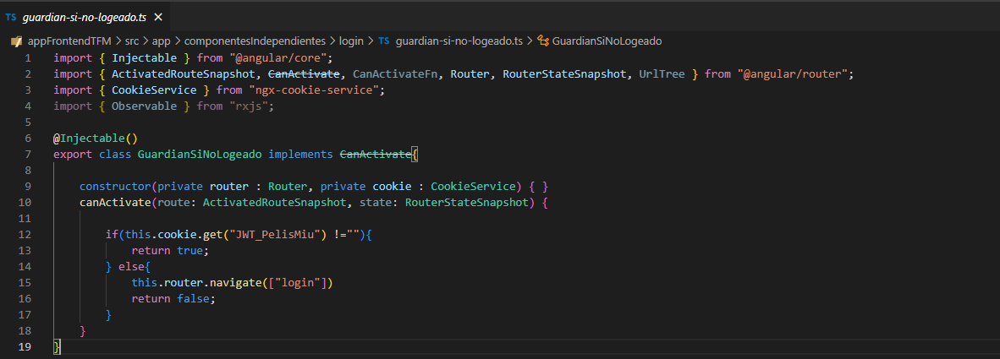 TS guardian-si-no-logeado.ts ×
appFrontendTFM > src > app > componentesIndependientes > login > TS guardian-si-no-logeado.ts > GuardianSiNoLogeado
1 import { Injectable } from "@angular/core";
2 import { ActivatedRouteSnapshot, CanActivate, CanActivateFn, Router, RouterStateSnapshot, UrlTree } from "@angular/router";
3 import { CookieService } from "ngx-cookie-service";
4 import { Observable } from "rxjs";
5
6 @Injectable()
7 export class GuardianSiNoLogeado implements CanActivate{
8
9 constructor(private router : Router, private cookie : CookieService) { }
10 canActivate(route: ActivatedRouteSnapshot, state: RouterStateSnapshot) {
11
12 if(this.cookie.get("JWT_PelisMiu") !=""){
13 return true;
14 } else{
15 this.router.navigate(["login"])
16 return false;
17 }
18 }
19 }